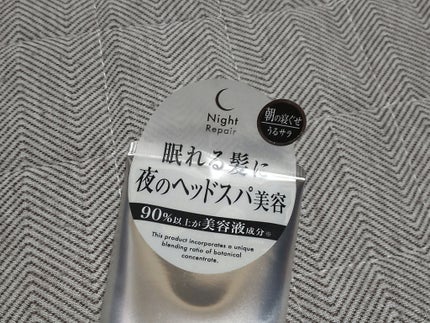 Night
Repair
朝の寝ぐせ
うるサラ
眠れる髪に
夜のヘッドスパ美容
90%以上が美容液成分※
This product incorporates a unique
blending ratio of botanical
concentrate.